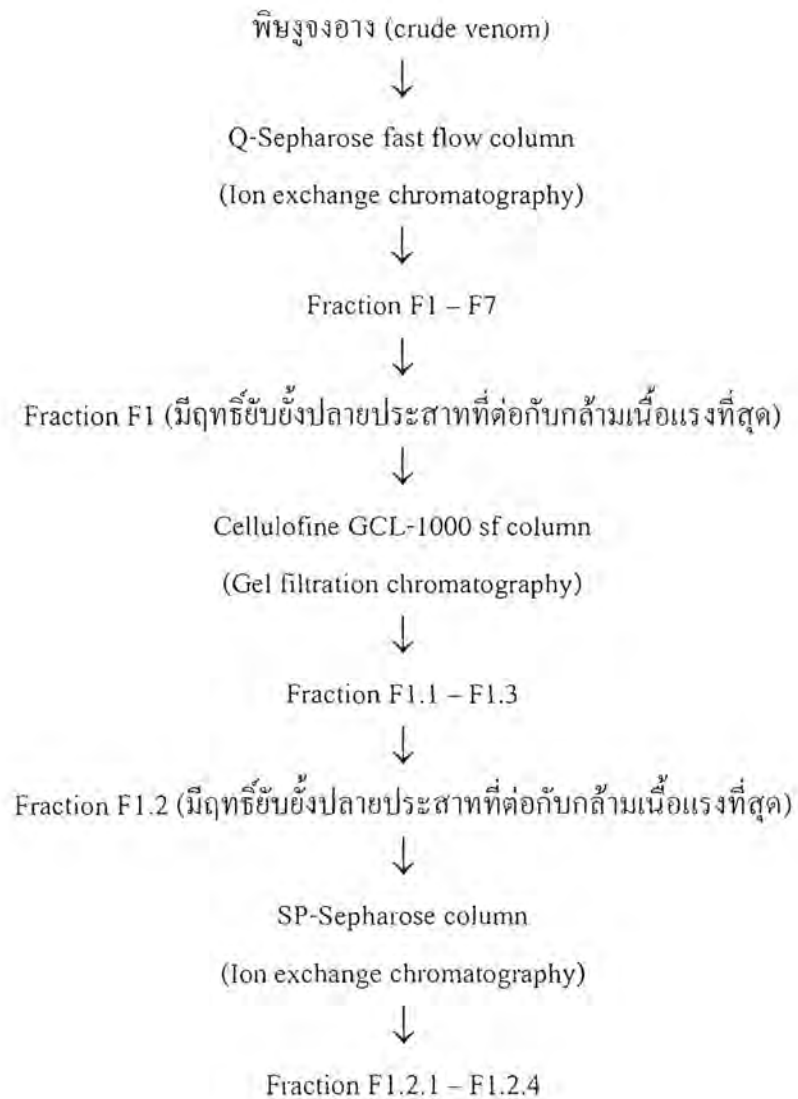 พิษงูจงอาง (crude venom)
↓
Q-Sepharose fast flow column
(Ion exchange chromatography)
↓
Fraction F1 – F7
↓
Fraction F1 (มีฤทธิ์ยับยั้งปลายประสาทที่ต่อกับกล้ามเนื้อแรงที่สุด)
↓
Cellulofine GCL-1000 sf column
(Gel filtration chromatography)
↓
Fraction F1.1 – F1.3
↓
Fraction F1.2 (มีฤทธิ์ยับยั้งปลายประสาทที่ต่อกับกล้ามเนื้อแรงที่สุด)
↓
SP-Sepharose column
(Ion exchange chromatography)
↓
Fraction F1.2.1 – F1.2.4